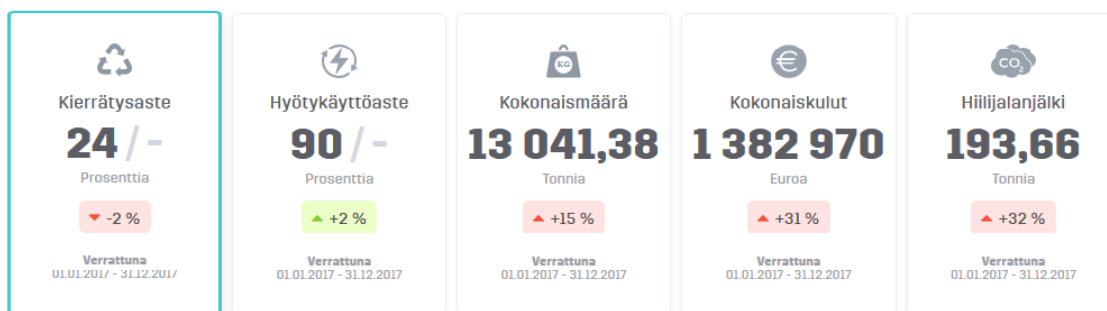 Kierrätysaste
24 / -
Prosenttia
-2 %
Verrattuna
01.01.2017 - 31.12.2017
Hyötykäyttöaste
90 / -
Prosenttia
+2 %
Verrattuna
01.01.2017 - 31.12.2017
KG
Kokonaismäärä
13 041,38
Tonnia
+15 %
Verrattuna
01.01.2017 - 31.12.2017
€
Kokonaiskulut
1 382 970
Euroa
+31 %
Verrattuna
01.01.2017 - 31.12.2017
CO₂
Hiilijalanjälki
193,66
Tonnia
+32 %
Verrattuna
01.01.2017 - 31.12.2017